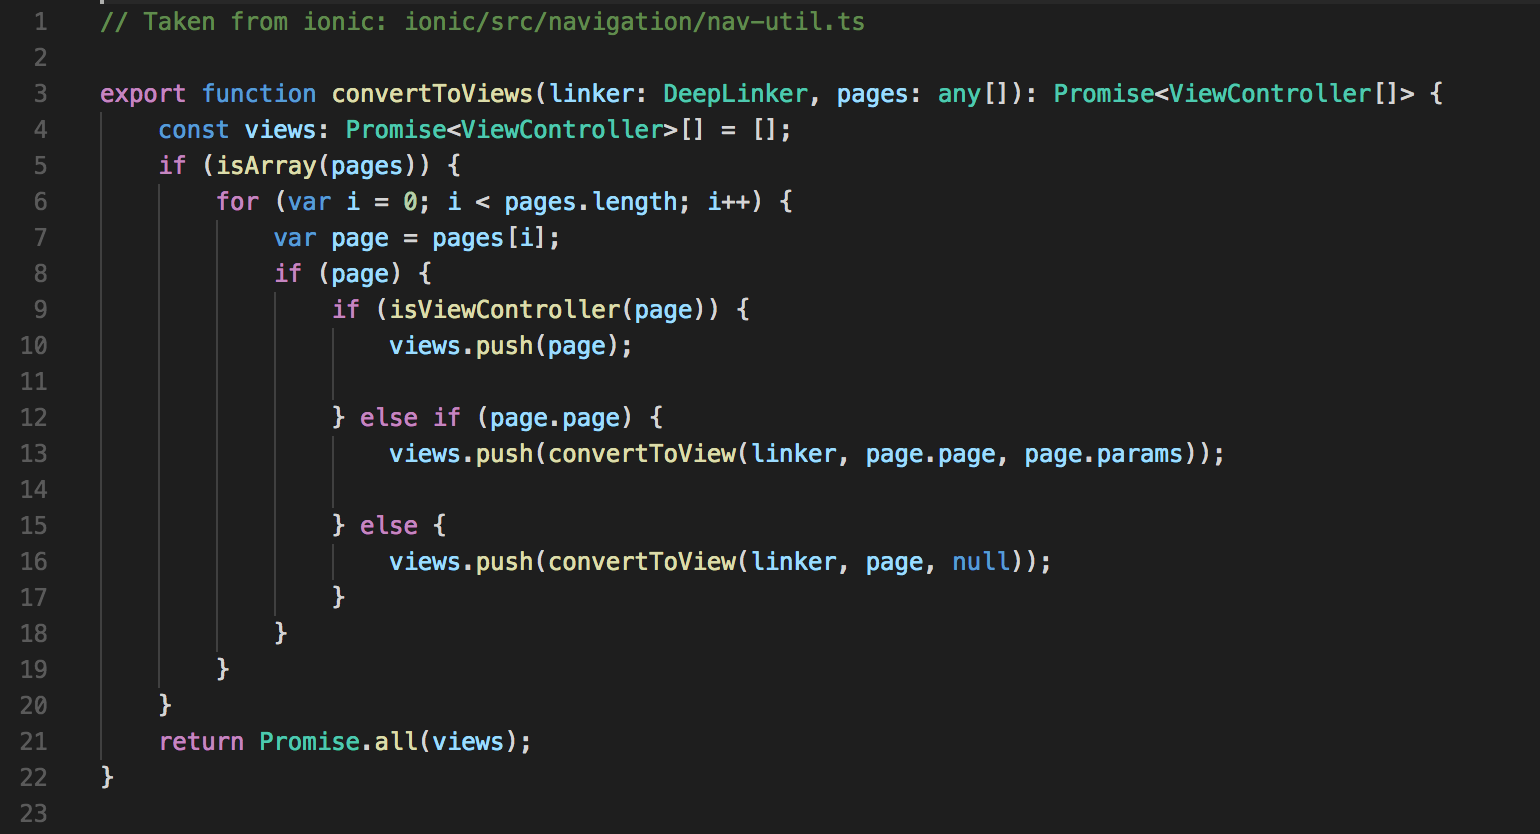 1 // Taken from ionic: ionic/src/navigation/nav-util.ts
2
3 export function convertToViews(linker: DeepLinker, pages: any[]): Promise<ViewController[]> {
4     const views: Promise<ViewController>[] = [];
5     if (isArray(pages)) {
6         for (var i = 0; i < pages.length; i++) {
7             var page = pages[i];
8             if (page) {
9                 if (isViewController(page)) {
10                     views.push(page);
11
12                 } else if (page.page) {
13                     views.push(convertToView(linker, page.page, page.params));
14
15                 } else {
16                     views.push(convertToView(linker, page, null));
17                 }
18             }
19         }
20     }
21     return Promise.all(views);
22 }
23